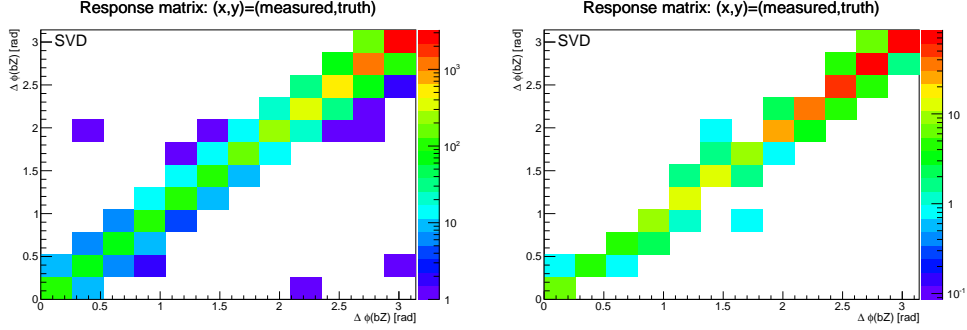 Response matrix: (x,y)=(measured,truth)
Δ ϕ(bZ) [rad]
SVD
3
2.5
2
1.5
1
0.5
0
0 0.5 1 1.5 2 2.5 3
Δ ϕ(bZ) [rad]
10³
10²
10
1
Response matrix: (x,y)=(measured,truth)
Δ ϕ(bZ) [rad]
SVD
3
2.5
2
1.5
1
0.5
0
0 0.5 1 1.5 2 2.5 3
Δ ϕ(bZ) [rad]
10
1
10⁻¹